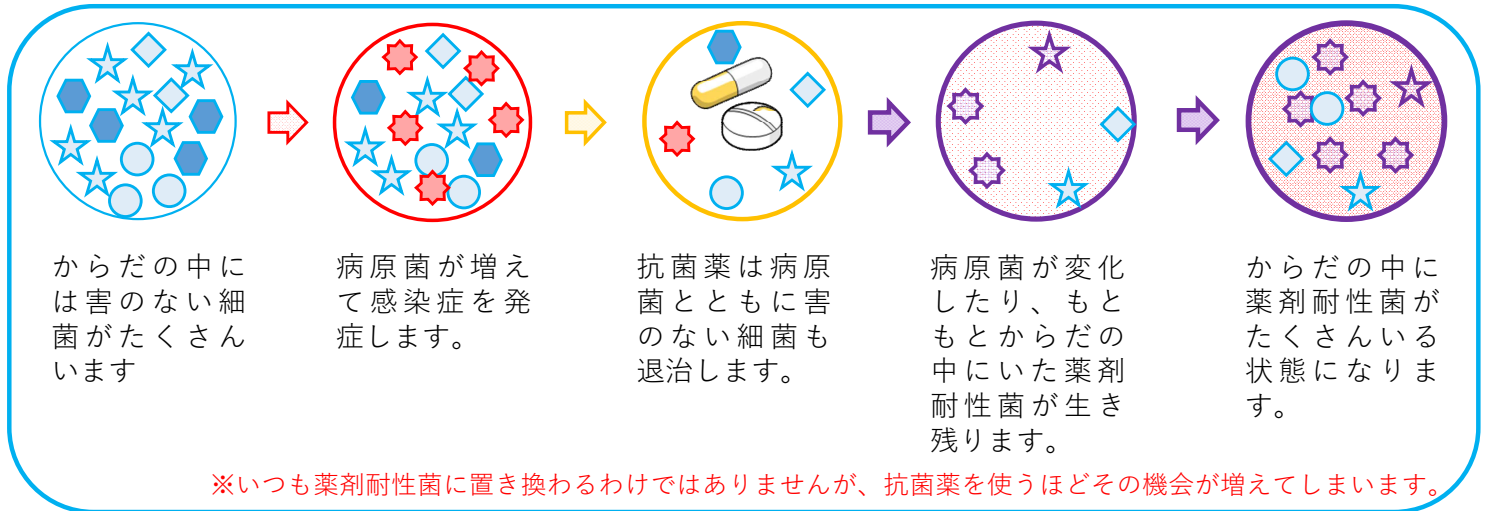 からだの中に
は害のない細
菌がたくさん
います
病原菌が増え
て感染症を発
症します。
抗菌薬は病原
菌とともに害
のない細菌も
退治します。
病原菌が変化
したり、もと
もとからだの
中にいた薬剤
耐性菌が生き
残ります。
からだの中に
薬剤耐性菌が
たくさんいる
状態になりま
す。
※いつも薬剤耐性菌に置き換わるわけではありませんが、抗菌薬を使うほどその機会が増えてしまいます。